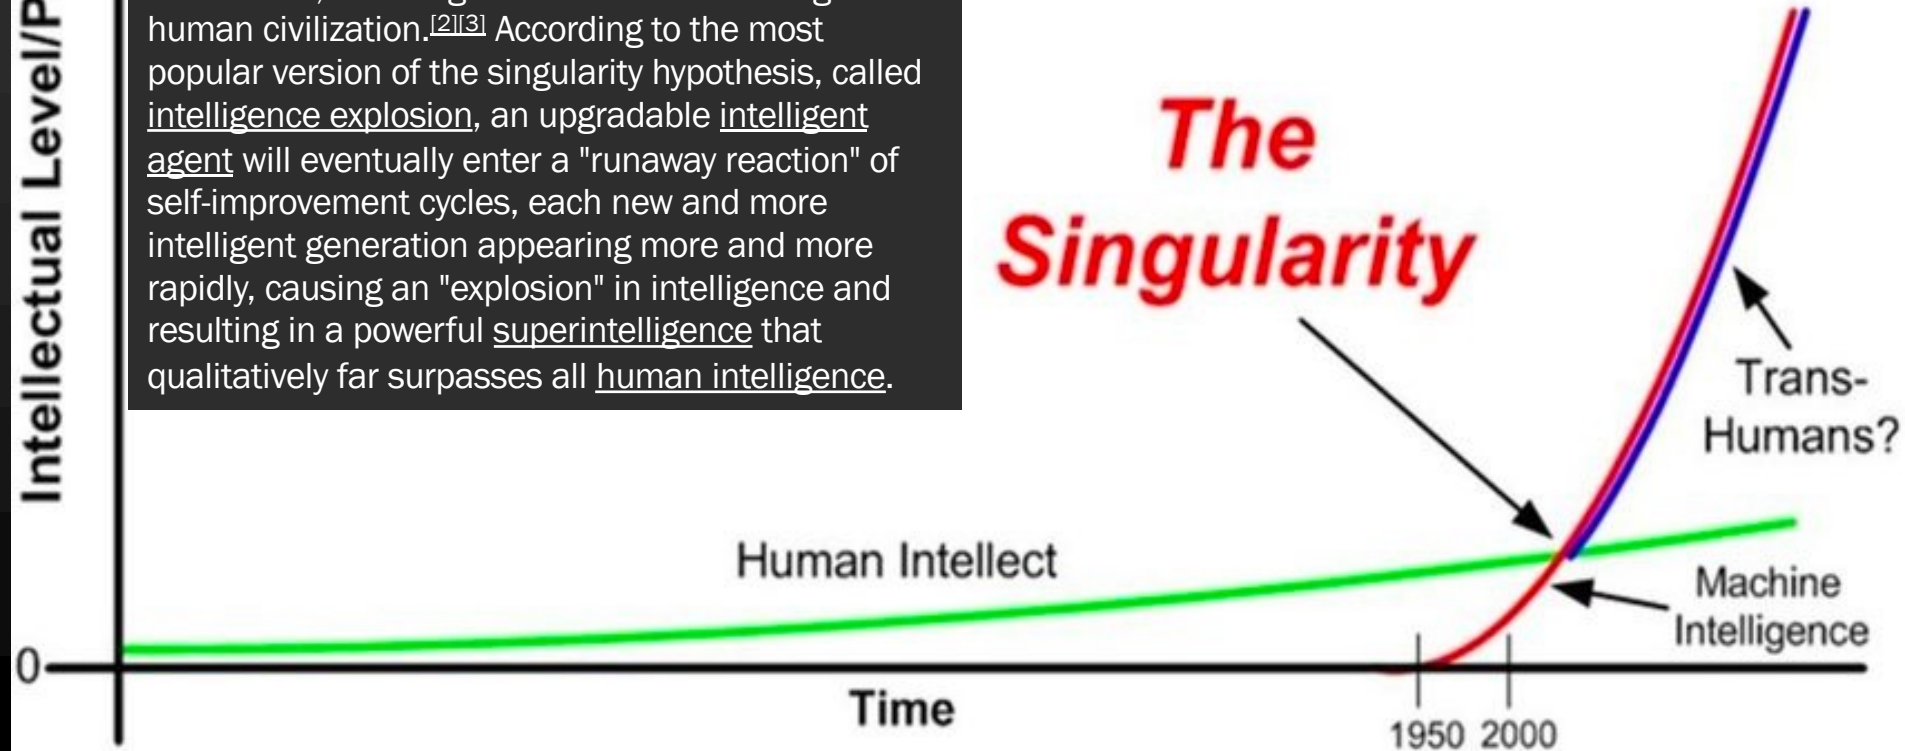 human civilization.[2][3] According to the most
popular version of the singularity hypothesis, called
intelligence explosion, an upgradable intelligent
agent will eventually enter a "runaway reaction" of
self-improvement cycles, each new and more
intelligent generation appearing more and more
rapidly, causing an "explosion" in intelligence and
resulting in a powerful superintelligence that
qualitatively far surpasses all human intelligence.
Intellectual Level/P
The
Singularity
Trans-
Humans?
Human Intellect
Machine
Intelligence
0
Time
1950 2000